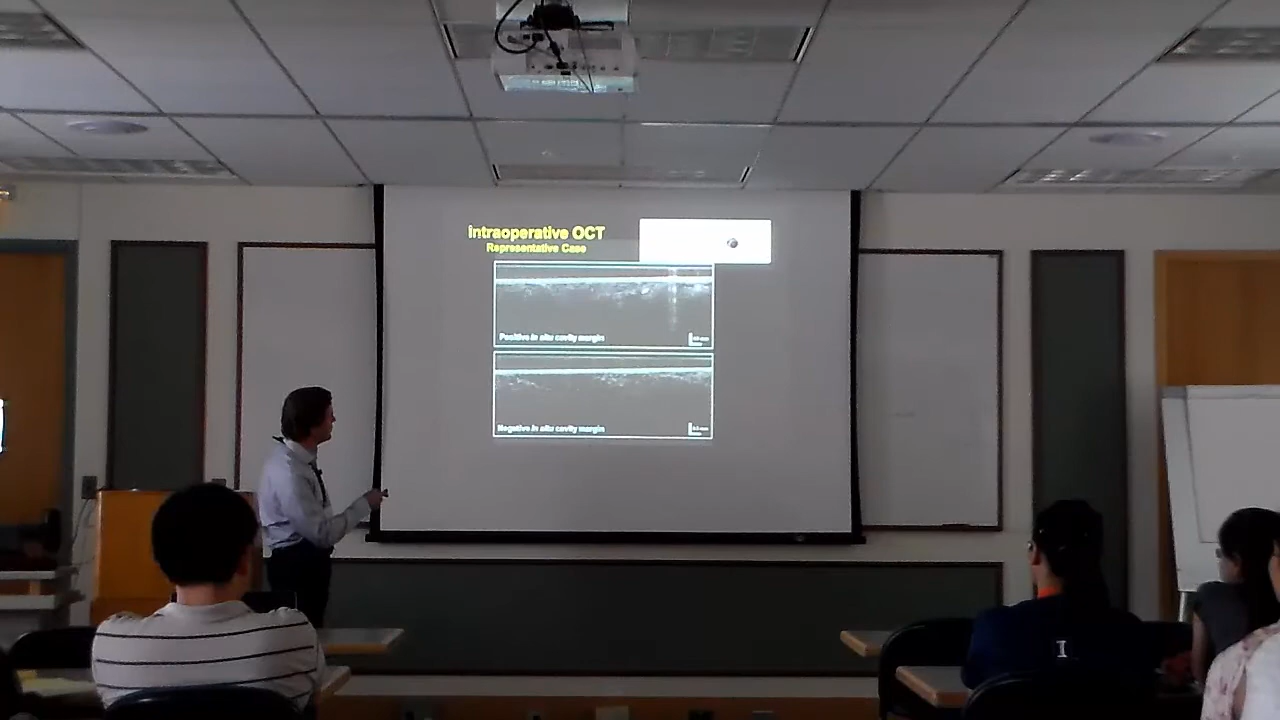 Intraoperative OCT
Representative Case
Positive in situ cavity margin
Negative in situ cavity margin
I